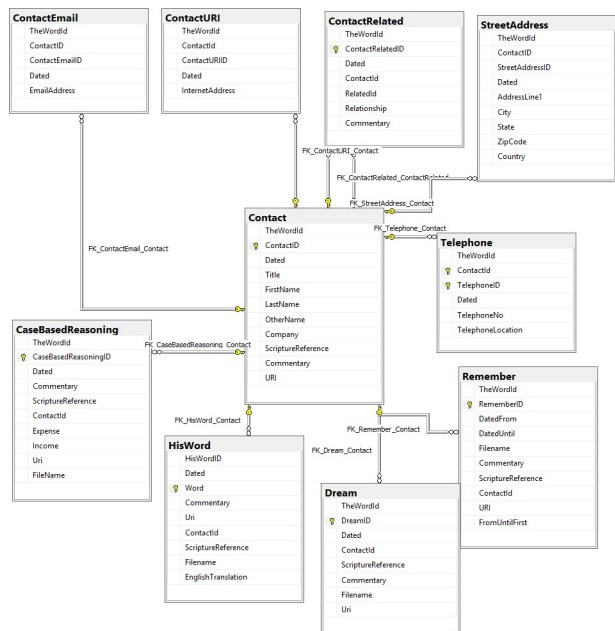 ContactEmail
TheWordId
ContactID
ContactEmailID
Dated
EmailAddress
ContactURI
TheWordId
ContactId
ContactURIID
Dated
InternetAddress
ContactRelated
TheWordId
ContactRelatedID
Dated
ContactId
RelatedId
Relationship
Commentary
StreetAddress
TheWordId
ContactID
StreetAddressID
Dated
AddressLine1
City
State
ZipCode
Country
FK_ContactURI_Contact
FK_ContactRelated_ContactRelated
FK_StreetAddress_Contact
FK_Telephone_Contact
FK_ContactEmail_Contact
Contact
TheWordId
ContactID
Dated
Title
FirstName
LastName
OtherName
Company
ScriptureReference
Commentary
URI
Telephone
TheWordId
ContactId
TelephoneID
Dated
TelephoneNo
TelephoneLocation
CaseBasedReasoning
TheWordId
CaseBasedReasoningID
Dated
Commentary
ScriptureReference
ContactId
Expense
Income
Uri
FileName
FK_CaseBasedReasoning_Contact
FK_HisWord_Contact
FK_Remember_Contact
FK_Dream_Contact
Remember
TheWordId
RememberID
DatedFrom
DatedUntil
Filename
Commentary
ScriptureReference
ContactId
URI
FromUntilFirst
HisWord
HisWordID
Dated
Word
Commentary
Uri
ContactId
ScriptureReference
Filename
EnglishTranslation
Dream
TheWordId
DreamID
Dated
ContactId
ScriptureReference
Commentary
Filename
Uri